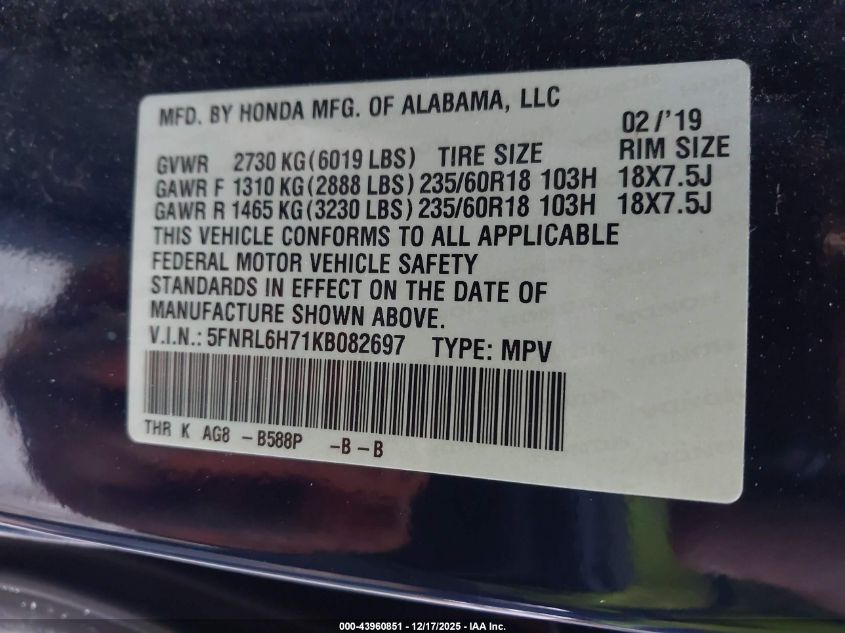 MFD. BY HONDA MFG. OF ALABAMA, LLC
02/'19
GVWR 2730 KG(6019 LBS) TIRE SIZE RIM SIZE
GAWR F 1310 KG(2888 LBS) 235/60R18 103H 18X7.5J
GAWR R 1465 KG(3230 LBS) 235/60R18 103H 18X7.5J
THIS VEHICLE CONFORMS TO ALL APPLICABLE
FEDERAL MOTOR VEHICLE SAFETY
STANDARDS IN EFFECT ON THE DATE OF
MANUFACTURE SHOWN ABOVE.
V.I.N.: 5FNRL6H71KB082697 TYPE: MPV
THR K AG8 -B588P -B-B
000-43960851 - 12/17/2025 - IAA Inc.